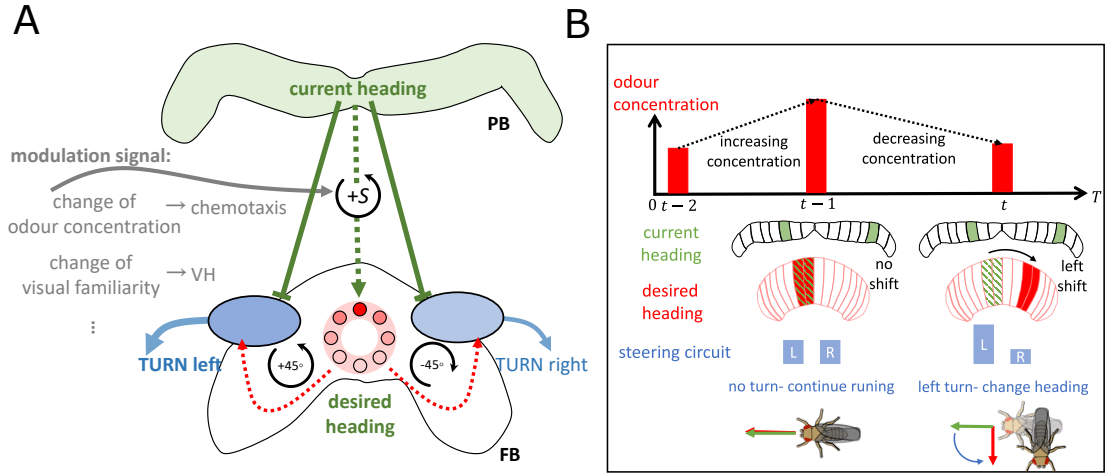 A
current heading
PB
modulation signal:
+S
change of
odour concentration
→ chemotaxis
change of
visual familiarity
→ VH
⋮
TURN left
+45°
-45°
TURN right
desired
heading
FB
B
odour
concentration
increasing
concentration
decreasing
concentration
0
t − 2
t − 1
t
T
current
heading
no
shift
left
shift
desired
heading
steering circuit
L
R
L
R
no turn- continue runing
left turn- change heading